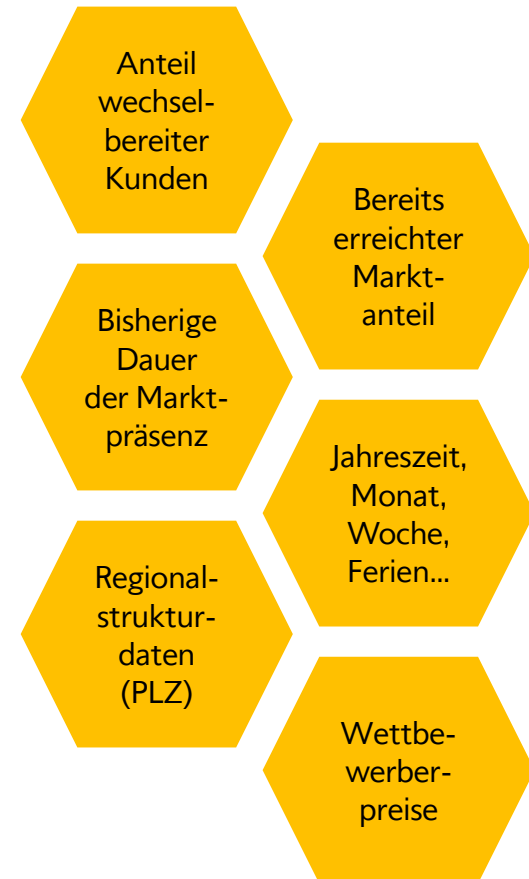 Anteil
wechsel-
bereiter
Kunden
Bereits
erreichter
Markt-
anteil
Bisherige
Dauer
der Markt-
präsenz
Jahreszeit,
Monat,
Woche,
Ferien...
Regional-
struktur-
daten
(PLZ)
Wettbe-
werber-
preise